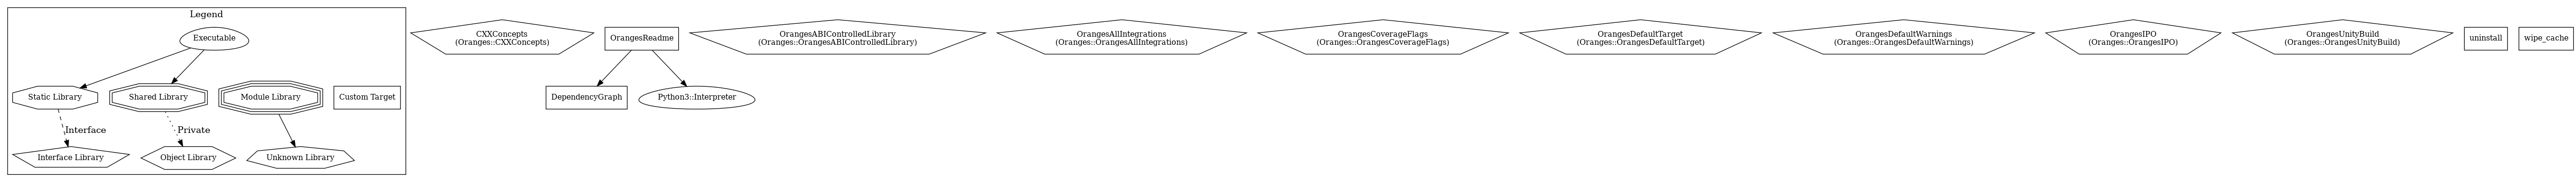 Legend
Executable
Static Library
Shared Library
Module Library
Custom Target
Interface
Private
Interface Library
Object Library
Unknown Library
CXXConcepts
(Oranges::CXXConcepts)
OrangesReadme
DependencyGraph
Python3::Interpreter
OrangesABIControlledLibrary
(Oranges::OrangesABIControlledLibrary)
OrangesAllIntegrations
(Oranges::OrangesAllIntegrations)
OrangesCoverageFlags
(Oranges::OrangesCoverageFlags)
OrangesDefaultTarget
(Oranges::OrangesDefaultTarget)
OrangesDefaultWarnings
(Oranges::OrangesDefaultWarnings)
OrangesIPO
(Oranges::OrangesIPO)
OrangesUnityBuild
(Oranges::OrangesUnityBuild)
uninstall
wipe_cache